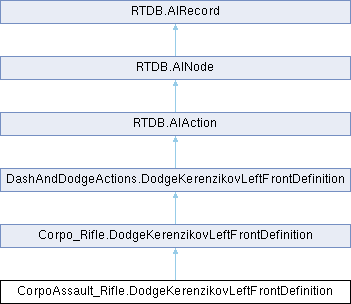 RTDB.AIRecord
RTDB.AINode
RTDB.AIAction
DashAndDodgeActions.DodgeKerenzikovLeftFrontDefinition
Corpo_Rifle.DodgeKerenzikovLeftFrontDefinition
CorpoAssault_Rifle.DodgeKerenzikovLeftFrontDefinition